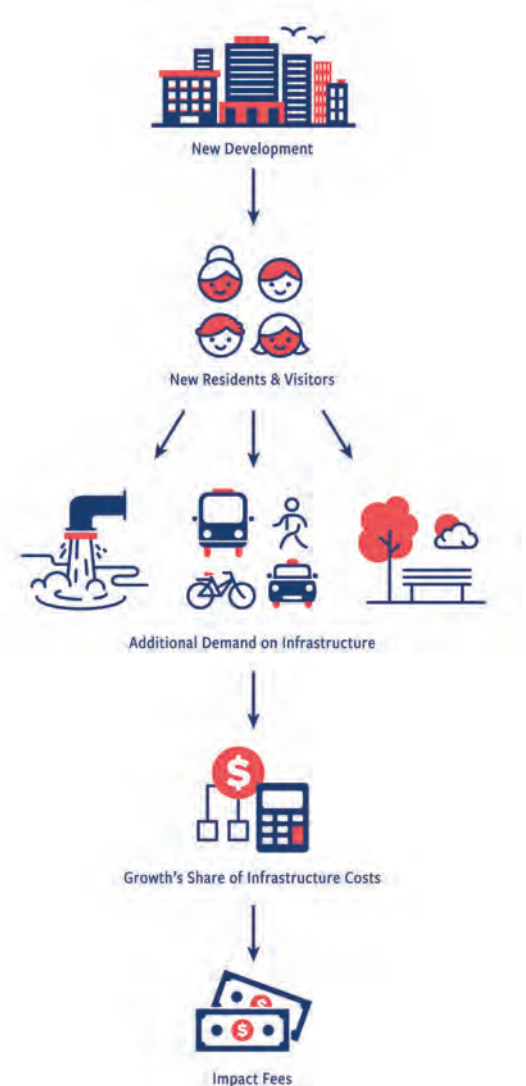 New Development
New Residents & Visitors
Additional Demand on Infrastructure
$
Growth's Share of Infrastructure Costs
$
$
Impact Fees